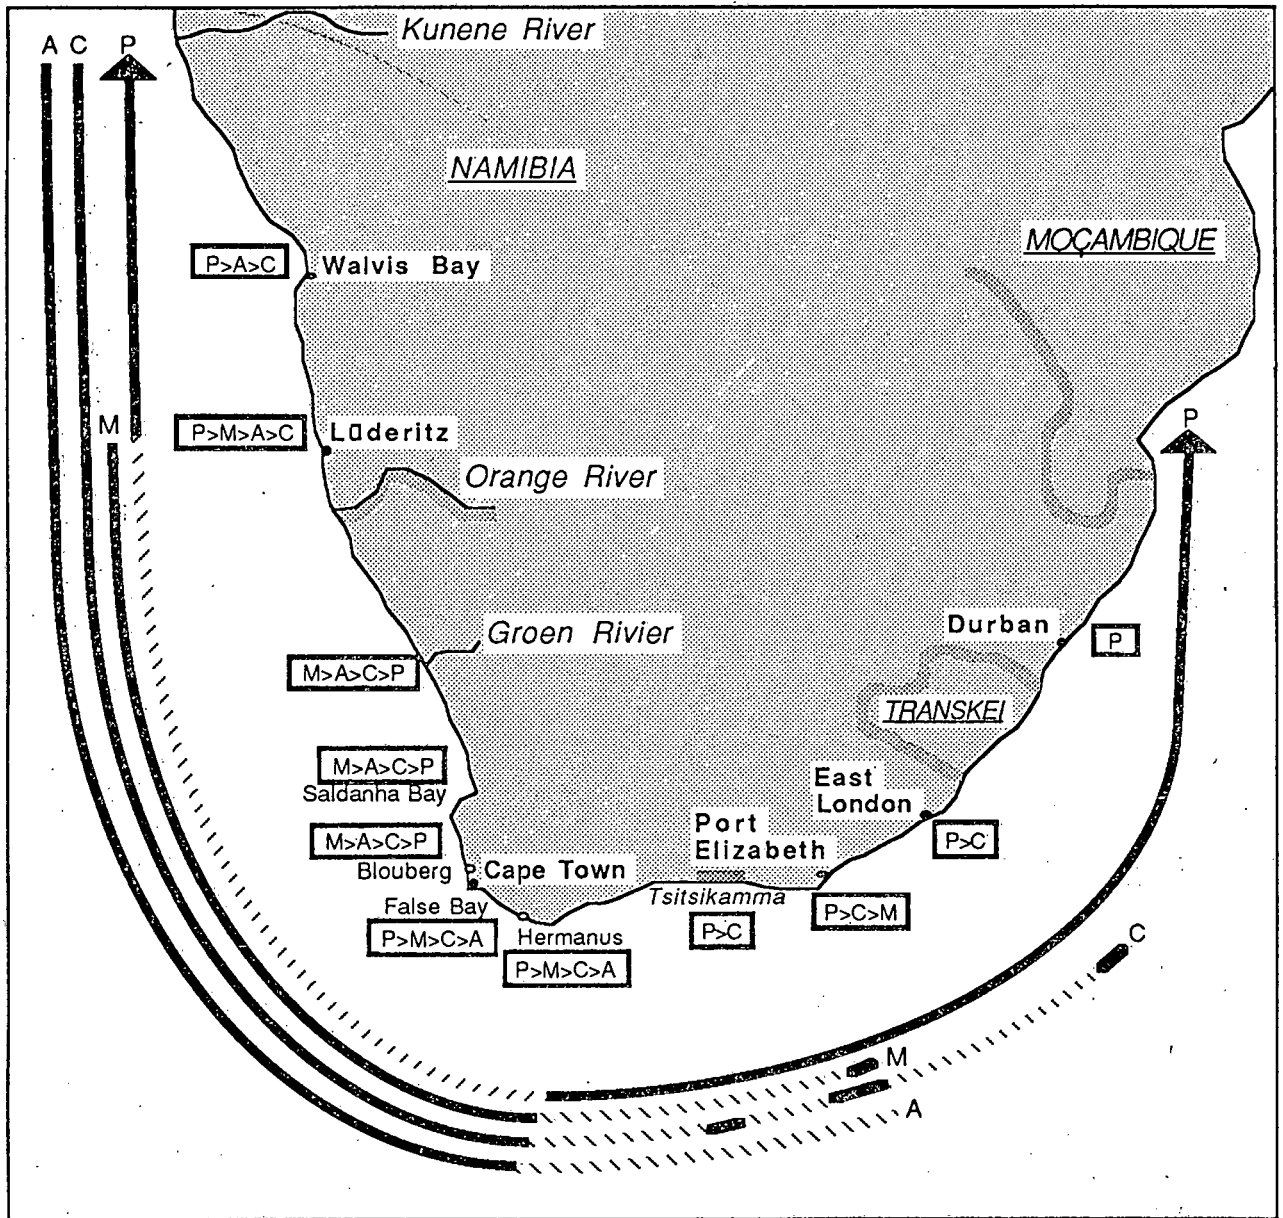 Kunene River
A C P
NAMIBIA
MOÇAMBIQUE
P>A>C
Walvis Bay
P
M
P>M>A>C
Lüderitz
Orange River
Groen Rivier
Durban
P
M>A>C>P
TRANSKEI
M>A>C>P
Saldanha Bay
East
London
Port
Elizabeth
M>A>C>P
Blouberg
Cape Town
P>C
Tsitsikamma
False Bay
P>C>M
P>M>C>A
Hermanus
P>C
P>M>C>A
C
M
A